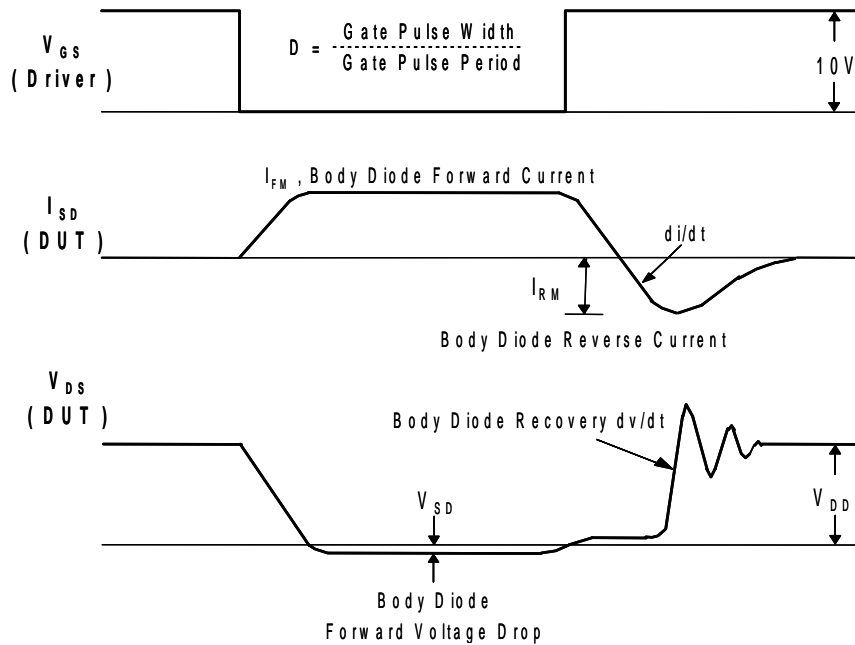 V GS
( Driver )
D = Gate Pulse Width
Gate Pulse Period
10V
I FM , Body Diode Forward Current
I SD
( DUT )
di/dt
I RM
Body Diode Reverse Current
V DS
( DUT )
Body Diode Recovery dv/dt
V SD
V DD
Body Diode
Forward Voltage Drop